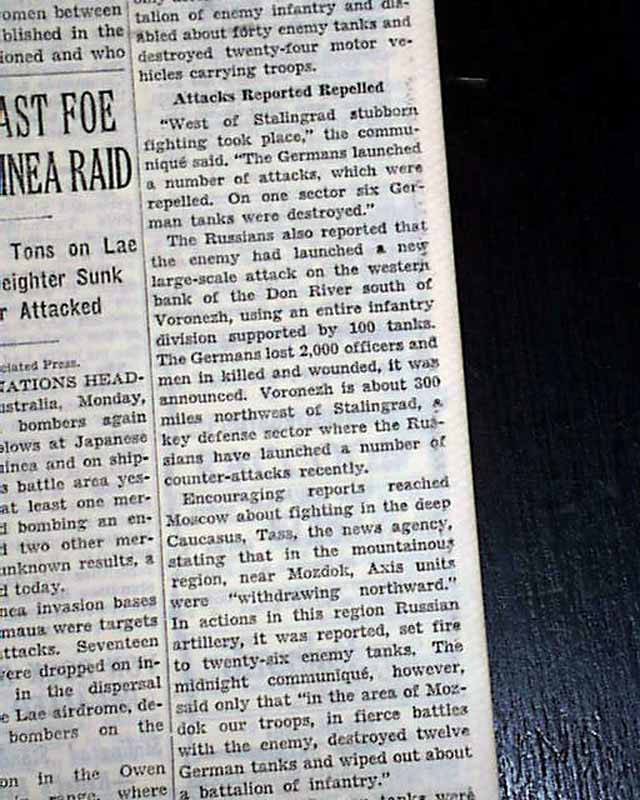 omen between
blished in the
ioned and who
AST FOE
INEA RAID
Tons on Lae
eighter Sunk
r Attacked
ciated Press.
NATIONS HEAD-
ustralia, Monday,
bombers again
blows at Japanese
uinea and on ship-
s battle area yes-
at least one mer-
d bombing an en-
d two other mer-
unknown results, a
d today.
nea invasion bases
maua were targets
ttacks. Seventeen
were dropped on in-
in the dispersal
e Lae airdrome, de-
bombers on the
on in the Owen
range, where
talion of enemy infantry and dis-
abled about forty enemy tanks and
destroyed twenty-four motor ve-
hicles carrying troops.
Attacks Reported Repelled
"West of Stalingrad stubborn
fighting took place," the commu-
niqué said. "The Germans launched
a number of attacks, which were
repelled. On one sector six Ger-
man tanks were destroyed."
The Russians also reported that
the enemy had launched a new
large-scale attack on the western
bank of the Don River south of
Voronezh, using an entire infantry
division supported by 100 tanks.
The Germans lost 2,000 officers and
men in killed and wounded, it was
announced. Voronezh is about 300
miles northwest of Stalingrad, a
key defense sector where the Rus-
sians have launched a number of
counter-attacks recently.
Encouraging reports reached
Moscow about fighting in the deep
Caucasus, Tass, the news agency,
stating that in the mountainous
region, near Mozdok, Axis units
were "withdrawing northward."
In actions in this region Russian
artillery, it was reported, set fire
to twenty-six enemy tanks. The
midnight communiqué, however,
said only that "in the area of Moz-
dok our troops, in fierce battles
with the enemy, destroyed twelve
German tanks and wiped out about
a battalion of infantry."
tanks were